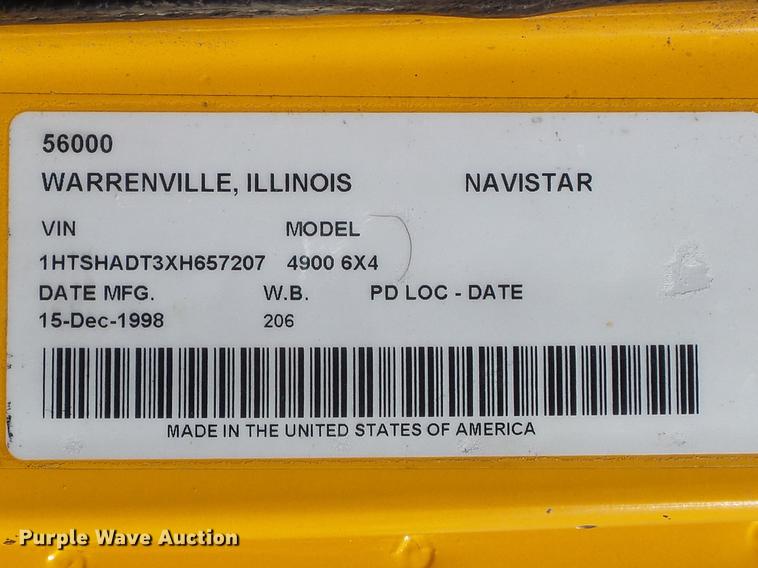 56000
WARRENVILLE, ILLINOIS NAVISTAR
VIN MODEL
1HTSHADT3XH657207 4900 6X4
DATE MFG. W.B. PD LOC - DATE
15-Dec-1998 206
MADE IN THE UNITED STATES OF AMERICA
Purple Wave Auction